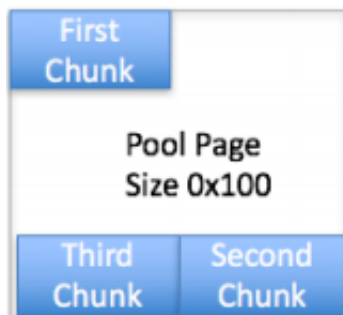 First
Chunk
Pool Page
Size 0x100
Third
Chunk
Second
Chunk